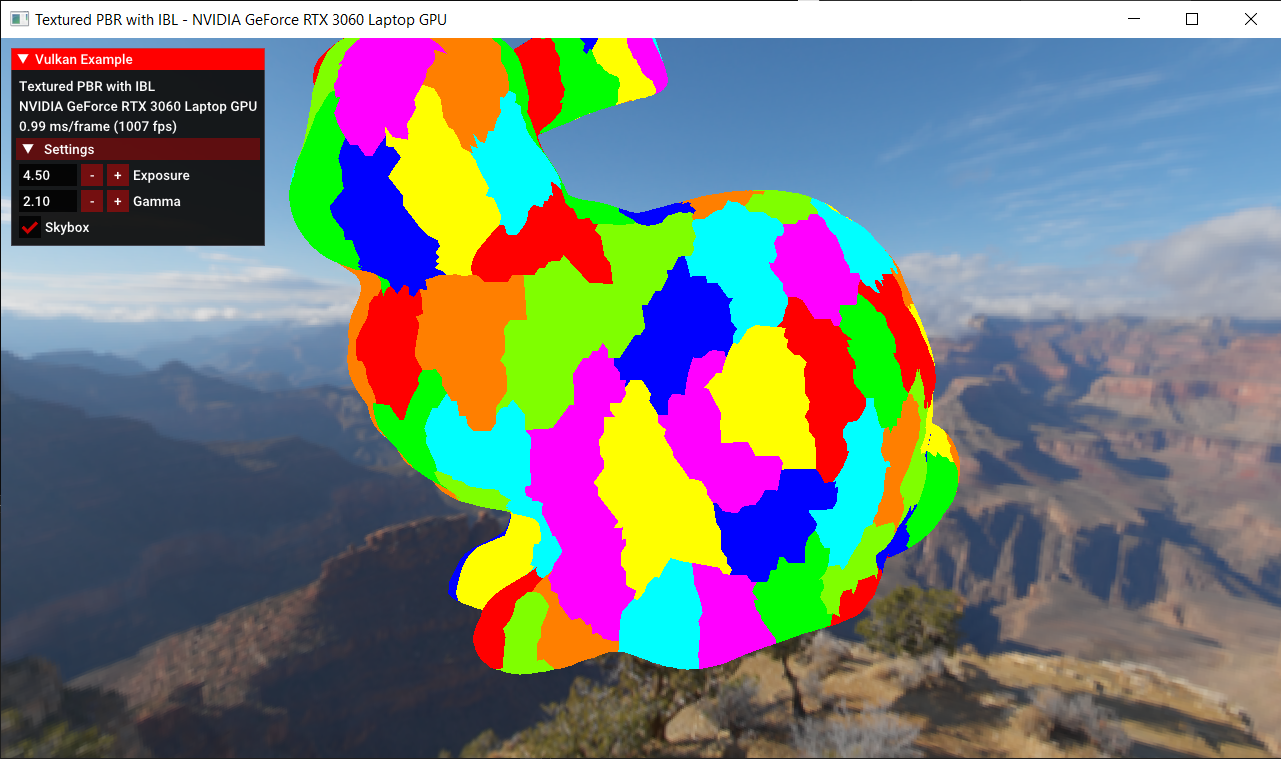 Textured PBR with IBL - NVIDIA GeForce RTX 3060 Laptop GPU
Vulkan Example
Textured PBR with IBL
NVIDIA GeForce RTX 3060 Laptop GPU
0.99 ms/frame (1007 fps)
Settings
4.50 - + Exposure
2.10 - + Gamma
Skybox